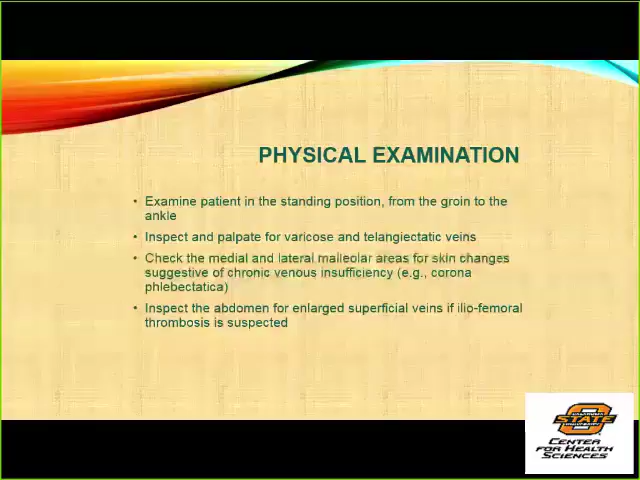 PHYSICAL EXAMINATION
• Examine patient in the standing position, from the groin to the
ankle
• Inspect and palpate for varicose and telangiectatic veins
• Check the medial and lateral malleolar areas for skin changes
suggestive of chronic venous insufficiency (e.g., corona
phlebectatica)
• Inspect the abdomen for enlarged superficial veins if ilio-femoral
thrombosis is suspected
STATE
CENTER
FOR HEALTH
SCIENCES